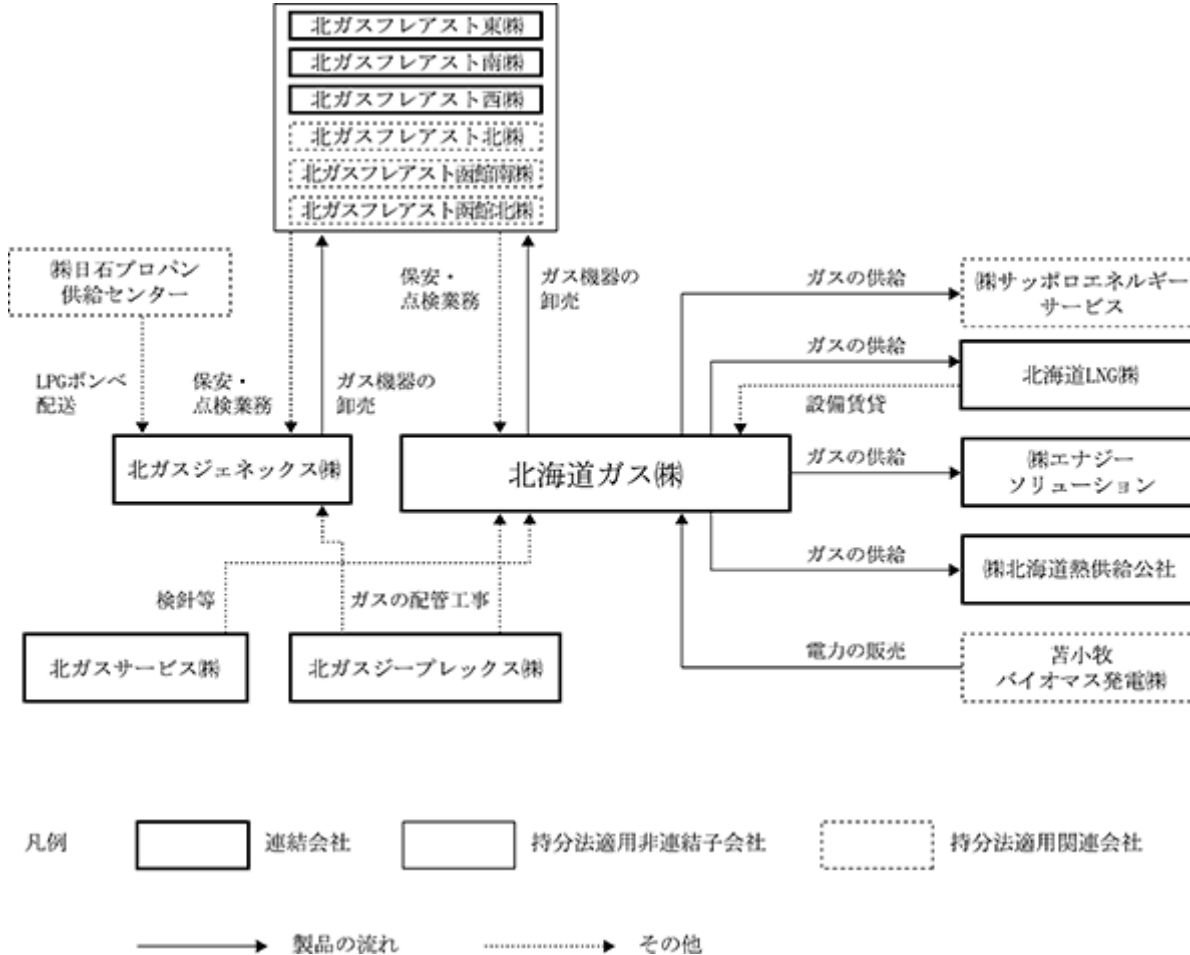 北ガスフレアスト東㈱
北ガスフレアスト南㈱
北ガスフレアスト西㈱
北ガスフレアスト北㈱
北ガスフレアスト函館南㈱
北ガスフレアスト函館北㈱
㈱日石プロパン
供給センター
LPGボンベ
配送
保安・
点検業務
ガス機器の
卸売
保安・
点検業務
ガス機器の
卸売
ガスの供給
㈱サッポロエネルギー
サービス
ガスの供給
北海道LNG㈱
設備賃貸
北ガスジェネックス㈱
北海道ガス㈱
ガスの供給
㈱エナジー
ソリューション
ガスの供給
㈱北海道熱供給公社
検針等
ガスの配管工事
北ガスサービス㈱
北ガスジープレックス㈱
電力の販売
苫小牧
バイオマス発電㈱
凡例
連結会社
持分法適用非連結子会社
持分法適用関連会社
製品の流れ
その他